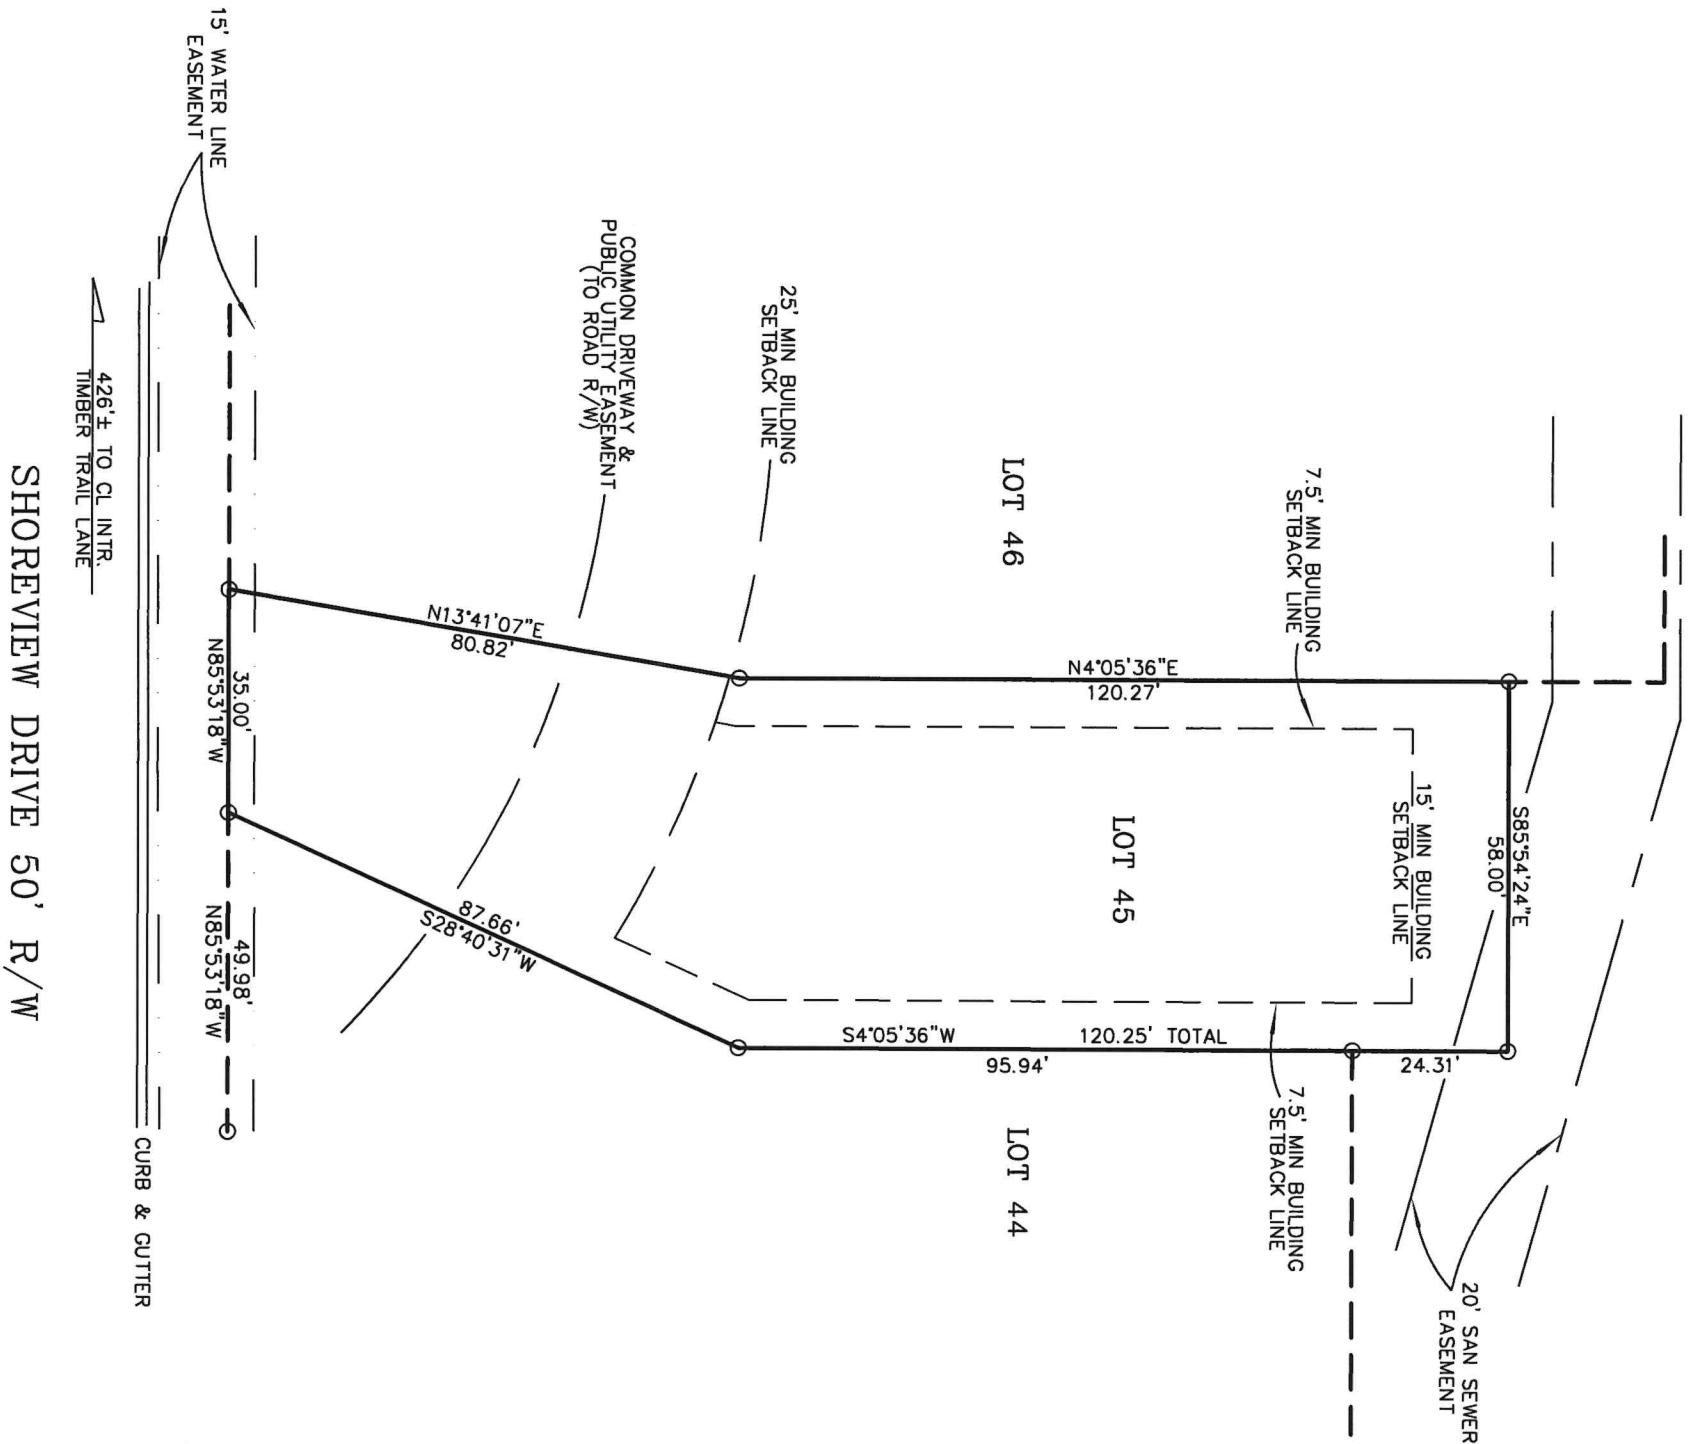 20' SAN SEWER
EASEMENT
S85°54'24"E
58.00'
15' MIN BUILDING
SETBACK LINE
7.5' MIN BUILDING
SETBACK LINE
7.5' MIN BUILDING
SETBACK LINE
24.31'
N4°05'36"E
120.27'
LOT 46
LOT 45
LOT 44
120.25' TOTAL
S4°05'36"W
95.94'
25' MIN BUILDING
SETBACK LINE
COMMON DRIVEWAY &
PUBLIC UTILITY EASEMENT
(TO ROAD R/W)
N13°41'07"E
80.82'
87.66'
S28°40'31"W
15' WATER LINE
EASEMENT
35.00'
N85°53'18"W
49.98'
N85°53'18"W
CURB & GUTTER
426'± TO CL INTR.
TIMBER TRAIL LANE
SHOREVIEW DRIVE 50' R/W